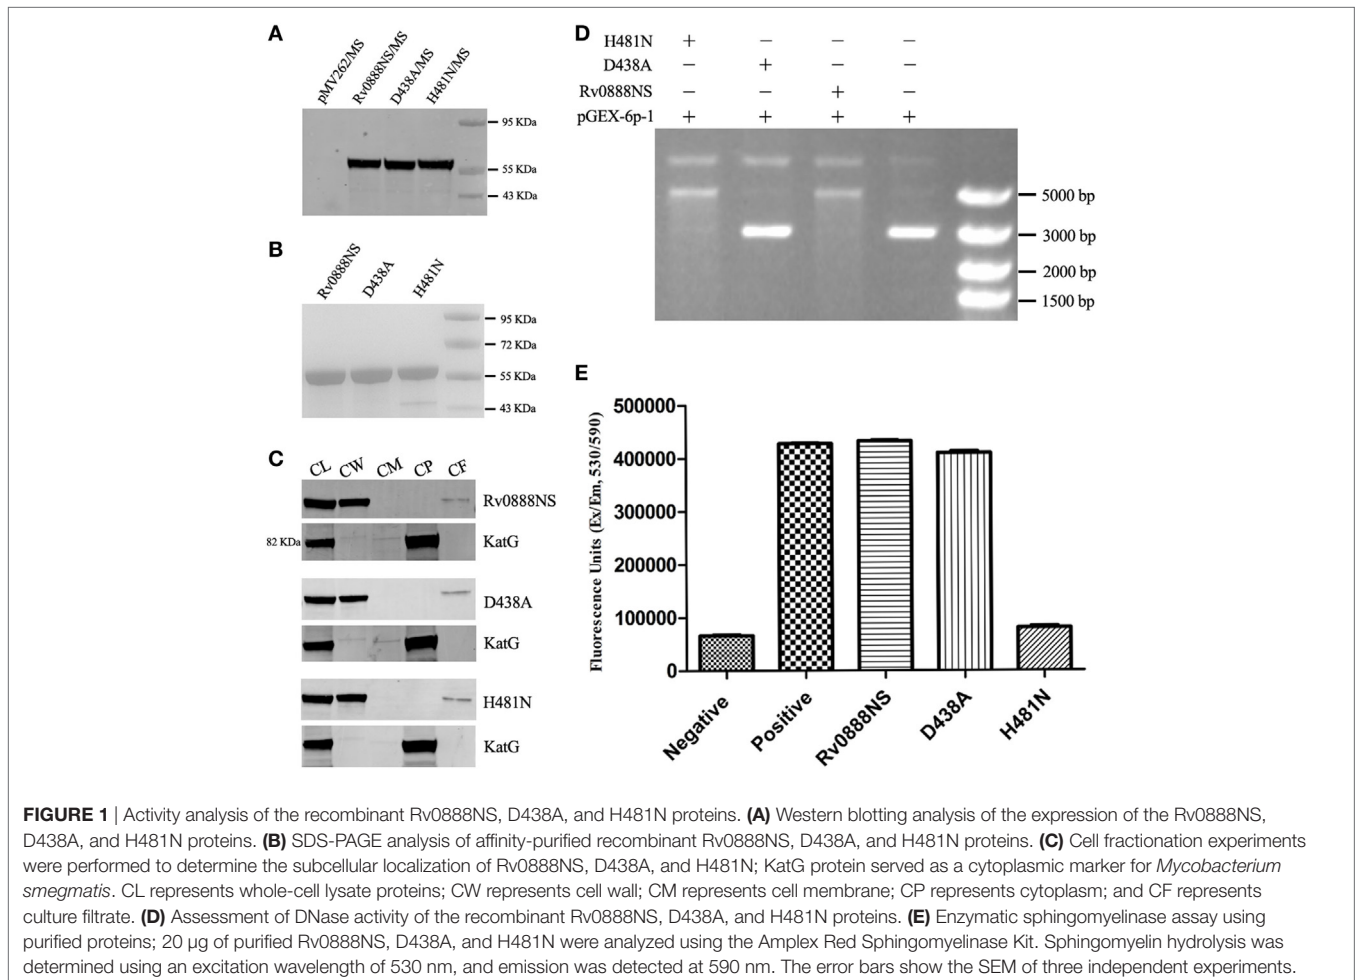 A
pMV262/MS
Rv0888NS/MS
D438A/MS
H481N/MS
95 KDa
55 KDa
43 KDa
B
Rv0888NS
D438A
H481N
95 KDa
72 KDa
55 KDa
43 KDa
C
CL CW CM CP CF
Rv0888NS
82 KDa
KatG
D438A
KatG
H481N
KatG
D
H481N + − − −
D438A − + − −
Rv0888NS − − + −
pGEX-6p-1 + + + +
5000 bp
3000 bp
2000 bp
1500 bp
E
Fluorescence Units (Ex/Em, 530/590)
500000
400000
300000
200000
100000
0
Negative
Positive
Rv0888NS
D438A
H481N
FIGURE 1 | Activity analysis of the recombinant Rv0888NS, D438A, and H481N proteins. (A) Western blotting analysis of the expression of the Rv0888NS,
D438A, and H481N proteins. (B) SDS-PAGE analysis of affinity-purified recombinant Rv0888NS, D438A, and H481N proteins. (C) Cell fractionation experiments
were performed to determine the subcellular localization of Rv0888NS, D438A, and H481N; KatG protein served as a cytoplasmic marker for Mycobacterium
smegmatis. CL represents whole-cell lysate proteins; CW represents cell wall; CM represents cell membrane; CP represents cytoplasm; and CF represents
culture filtrate. (D) Assessment of DNase activity of the recombinant Rv0888NS, D438A, and H481N proteins. (E) Enzymatic sphingomyelinase assay using
purified proteins; 20 µg of purified Rv0888NS, D438A, and H481N were analyzed using the Amplex Red Sphingomyelinase Kit. Sphingomyelin hydrolysis was
determined using an excitation wavelength of 530 nm, and emission was detected at 590 nm. The error bars show the SEM of three independent experiments.